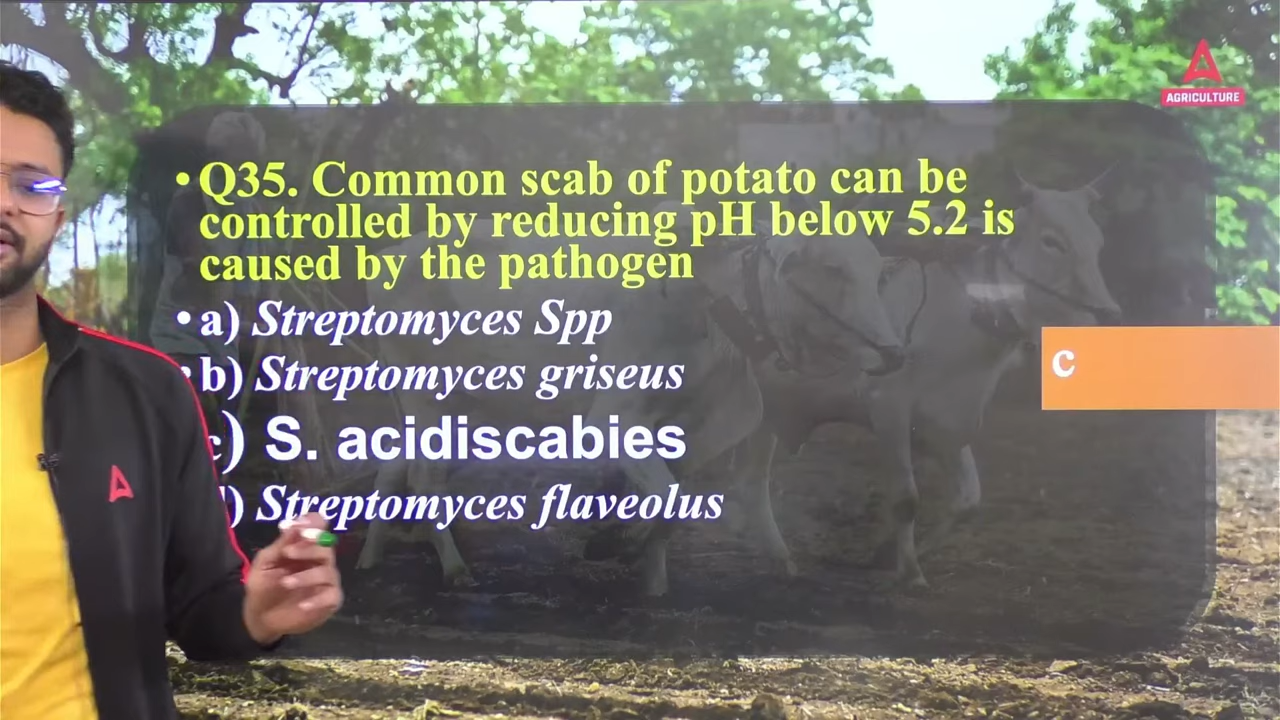 AGRICULTURE
• Q35. Common scab of potato can be
controlled by reducing pH below 5.2 is
caused by the pathogen
• a) Streptomyces Spp
b) Streptomyces griseus
c) S. acidiscabies
) Streptomyces flaveolus
c